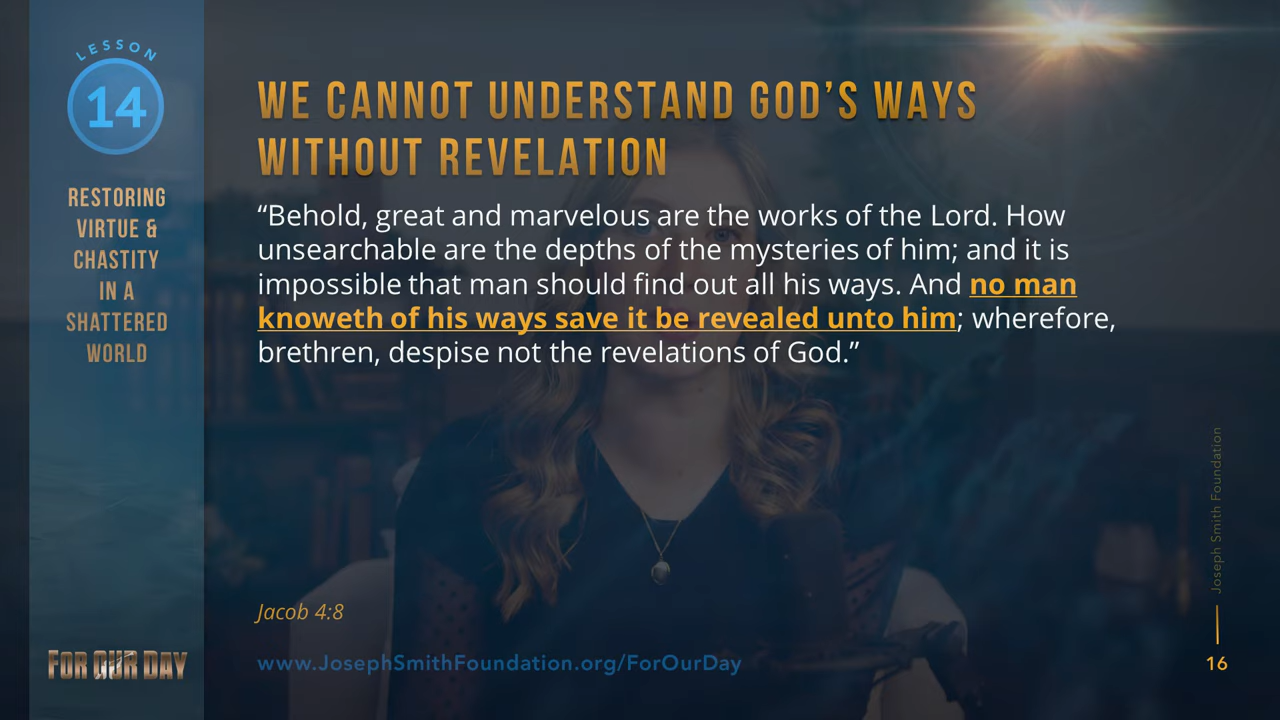 LESSON
14
RESTORING
VIRTUE &
CHASTITY
IN A
SHATTERED
WORLD
FOR OUR DAY
WE CANNOT UNDERSTAND GOD’S WAYS
WITHOUT REVELATION
“Behold, great and marvelous are the works of the Lord. How
unsearchable are the depths of the mysteries of him; and it is
impossible that man should find out all his ways. And no man
knoweth of his ways save it be revealed unto him; wherefore,
brethren, despise not the revelations of God.”
Jacob 4:8
www.JosephSmithFoundation.org/ForOurDay
Joseph Smith Foundation
16